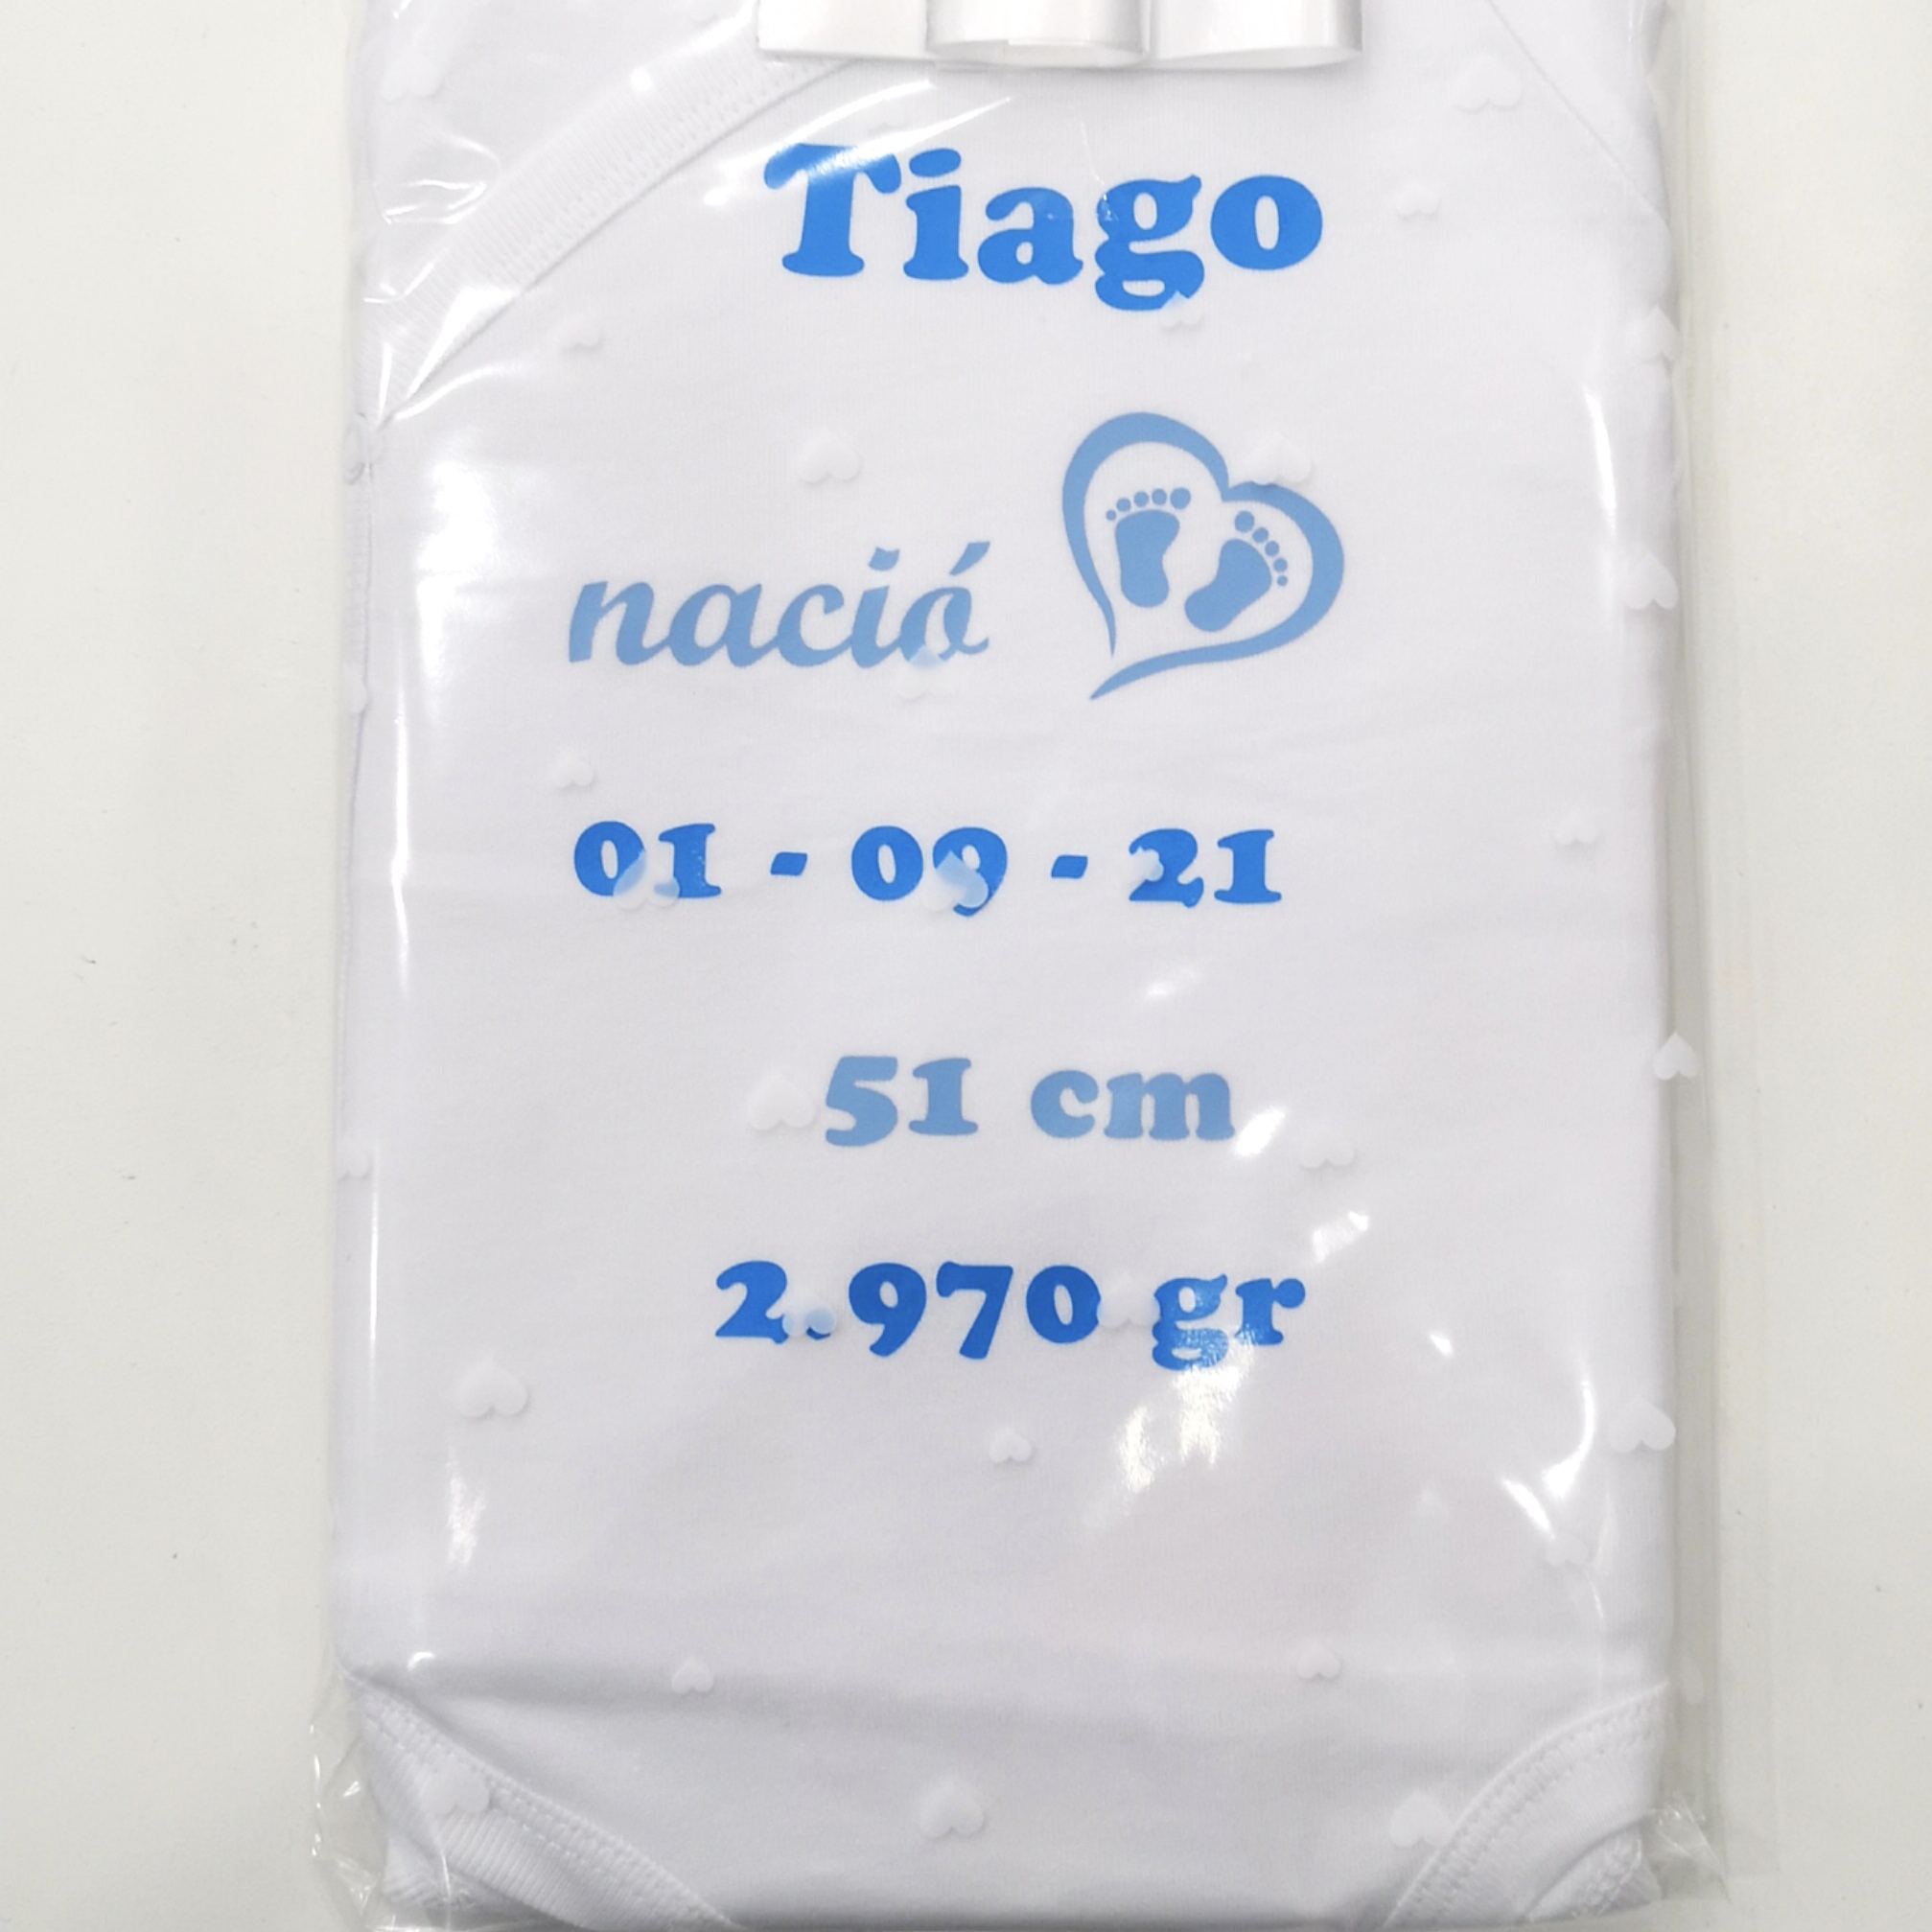 Tiago
nació
01 - 09 - 21
51 cm
2.970 gr